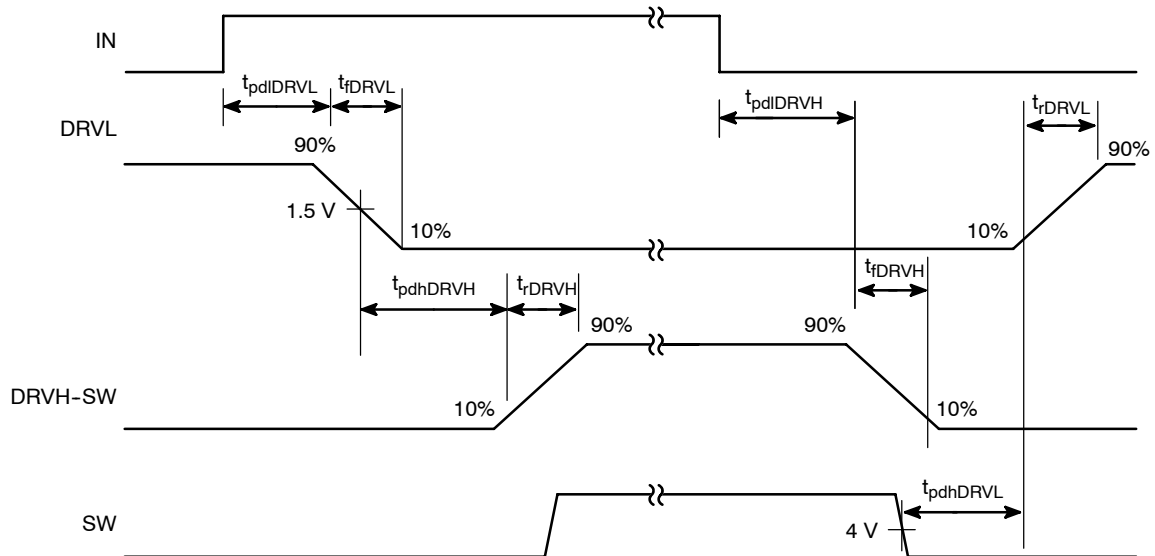 IN
tpdlDRVL
tfDRVL
tpdlDRVH
trDRVL
DRVL
90%
90%
1.5 V
10%
10%
tpdhDRVH
trDRVH
tfDRVH
90%
90%
DRVH-SW
10%
10%
tpdhDRVL
SW
4 V